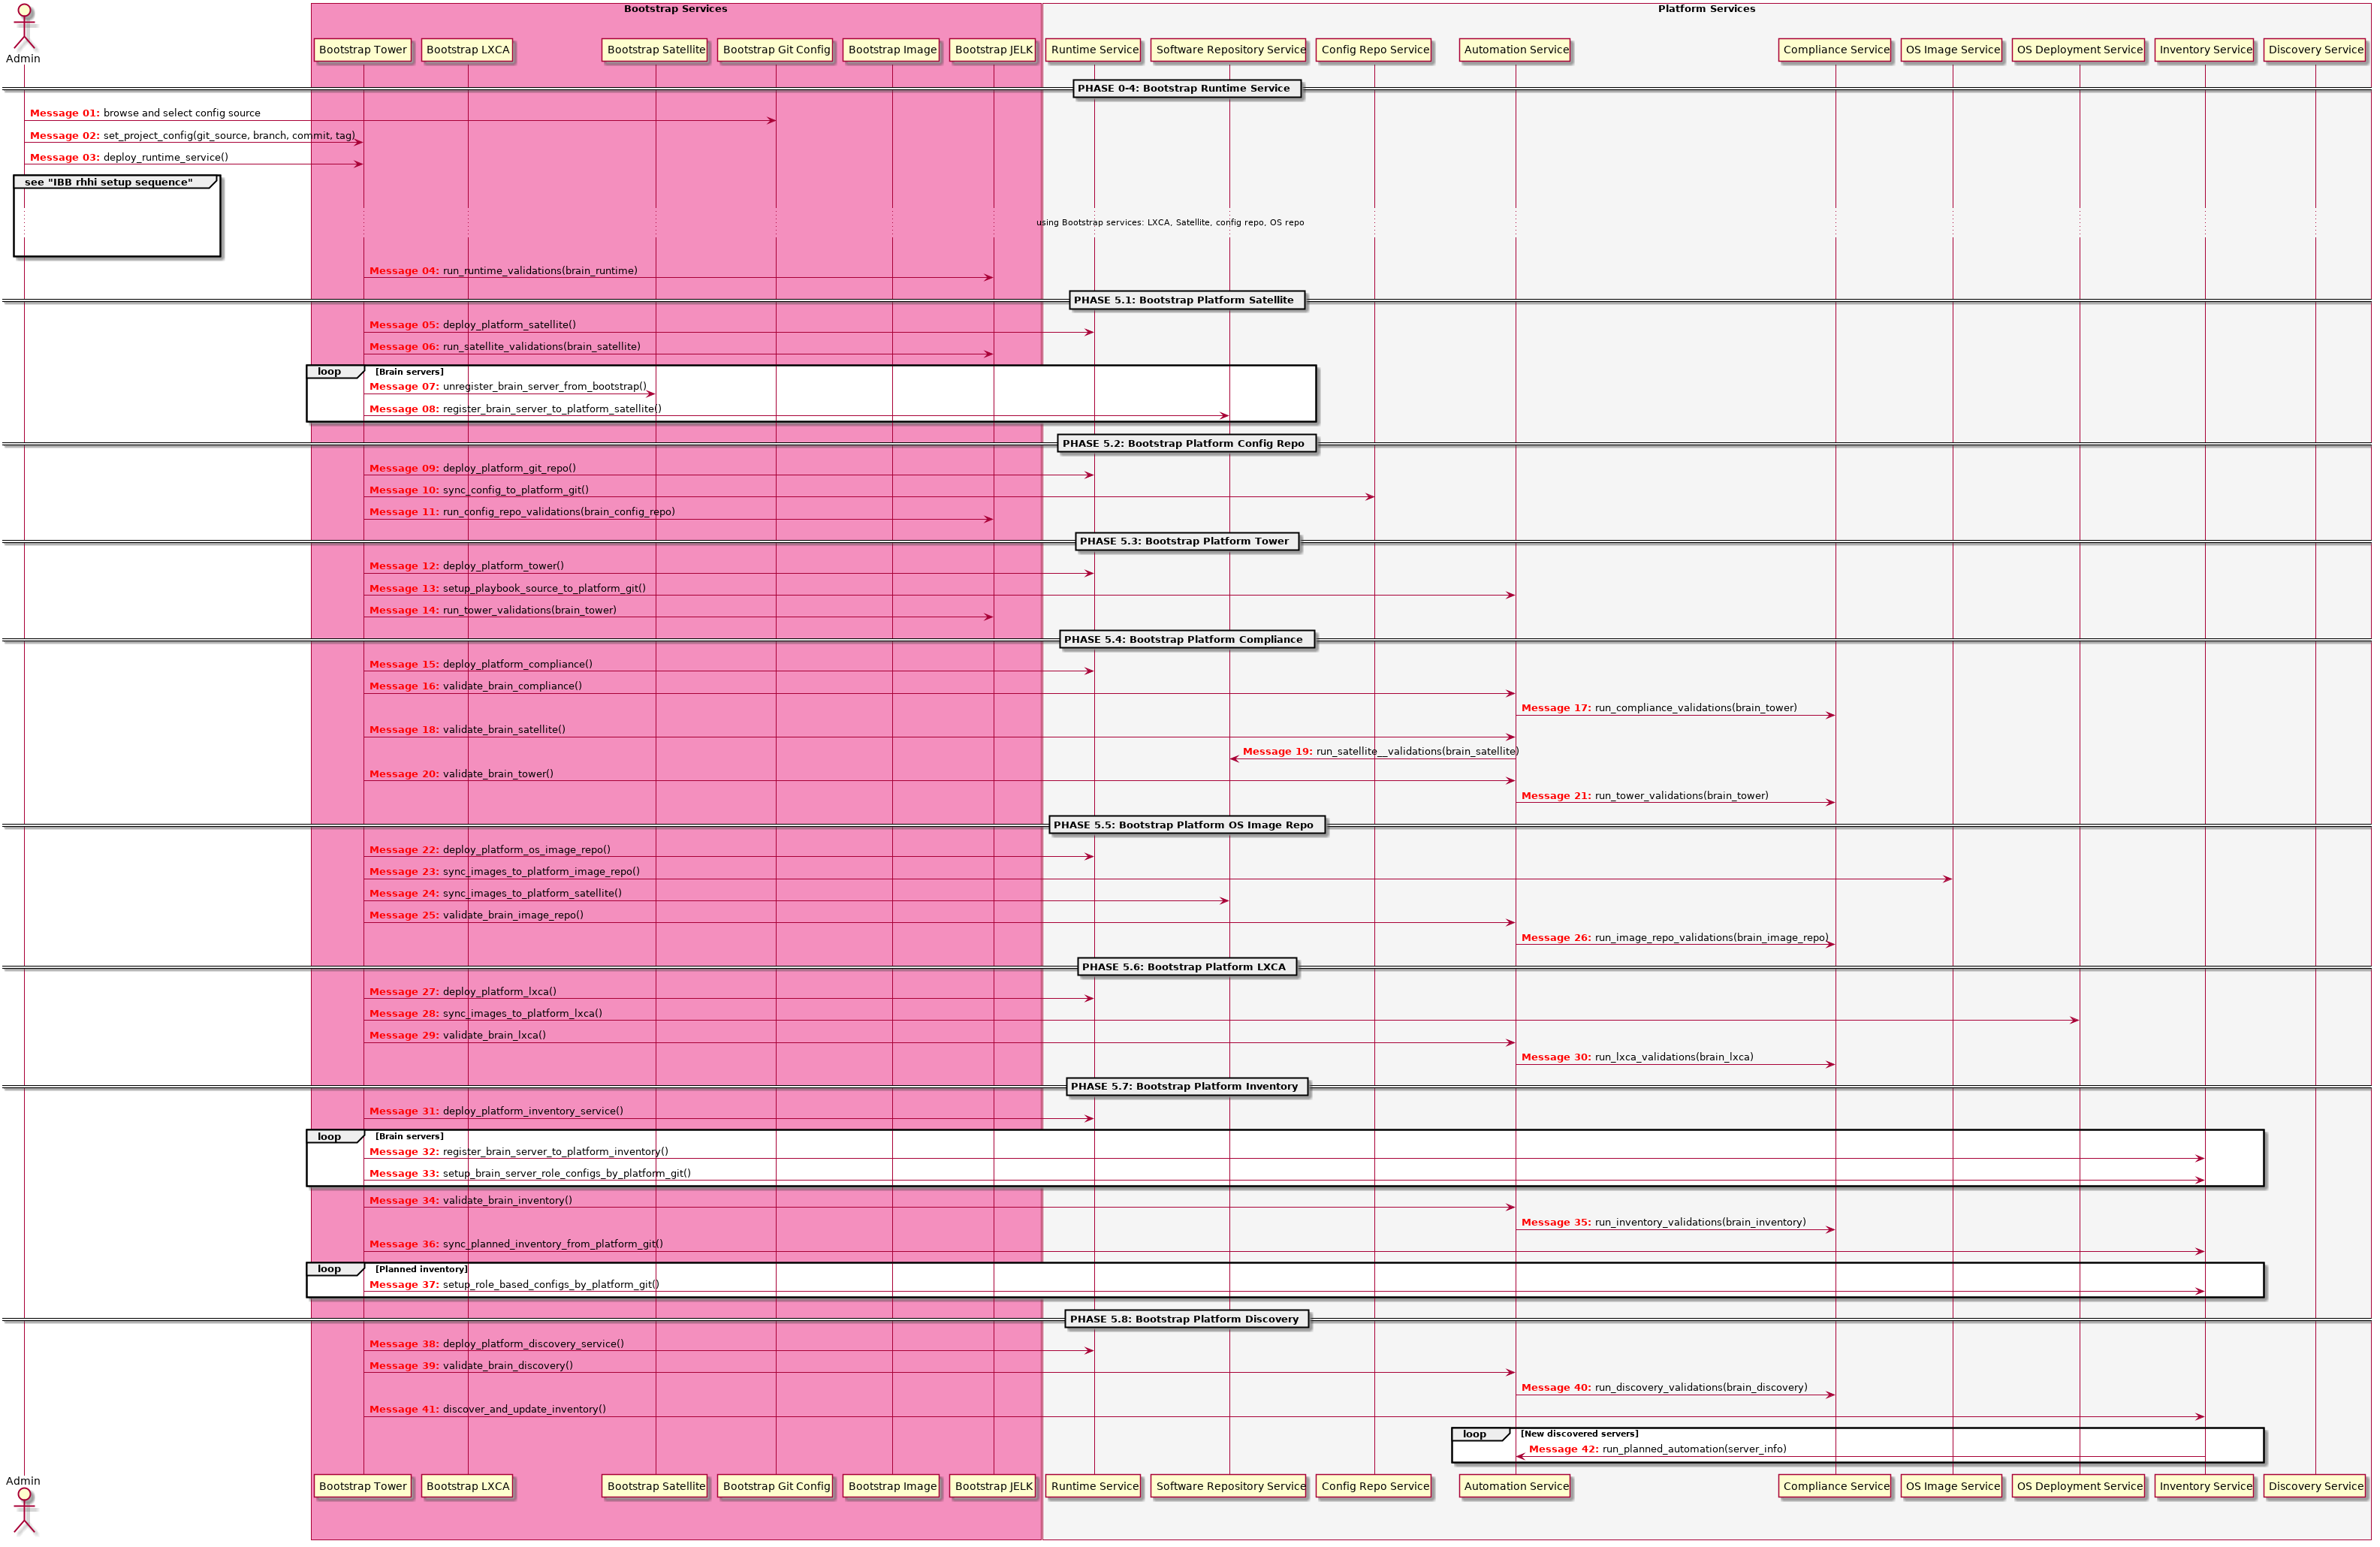 Bootstrap Services
Platform Services
Admin
Bootstrap Tower
Bootstrap LXCA
Bootstrap Satellite
Bootstrap Git Config
Bootstrap Image
Bootstrap JELK
Runtime Service
Software Repository Service
Config Repo Service
Automation Service
Compliance Service
OS Image Service
OS Deployment Service
Inventory Service
Discovery Service
PHASE 0-4: Bootstrap Runtime Service
Message 01: browse and select config source
Message 02: set_project_config(git_source, branch, commit, tag)
Message 03: deploy_runtime_service()
see "IBB rhhi setup sequence"
using Bootstrap services: LXCA, Satellite, config repo, OS repo
Message 04: run_runtime_validations(brain_runtime)
PHASE 5.1: Bootstrap Platform Satellite
Message 05: deploy_platform_satellite()
Message 06: run_satellite_validations(brain_satellite)
loop [Brain servers]
Message 07: unregister_brain_server_from_bootstrap()
Message 08: register_brain_server_to_platform_satellite()
PHASE 5.2: Bootstrap Platform Config Repo
Message 09: deploy_platform_git_repo()
Message 10: sync_config_to_platform_git()
Message 11: run_config_repo_validations(brain_config_repo)
PHASE 5.3: Bootstrap Platform Tower
Message 12: deploy_platform_tower()
Message 13: setup_playbook_source_to_platform_git()
Message 14: run_tower_validations(brain_tower)
PHASE 5.4: Bootstrap Platform Compliance
Message 15: deploy_platform_compliance()
Message 16: validate_brain_compliance()
Message 17: run_compliance_validations(brain_tower)
Message 18: validate_brain_satellite()
Message 19: run_satellite__validations(brain_satellite)
Message 20: validate_brain_tower()
Message 21: run_tower_validations(brain_tower)
PHASE 5.5: Bootstrap Platform OS Image Repo
Message 22: deploy_platform_os_image_repo()
Message 23: sync_images_to_platform_image_repo()
Message 24: sync_images_to_platform_satellite()
Message 25: validate_brain_image_repo()
Message 26: run_image_repo_validations(brain_image_repo)
PHASE 5.6: Bootstrap Platform LXCA
Message 27: deploy_platform_lxca()
Message 28: sync_images_to_platform_lxca()
Message 29: validate_brain_lxca()
Message 30: run_lxca_validations(brain_lxca)
PHASE 5.7: Bootstrap Platform Inventory
Message 31: deploy_platform_inventory_service()
loop [Brain servers]
Message 32: register_brain_server_to_platform_inventory()
Message 33: setup_brain_server_role_configs_by_platform_git()
Message 34: validate_brain_inventory()
Message 35: run_inventory_validations(brain_inventory)
Message 36: sync_planned_inventory_from_platform_git()
loop [Planned inventory]
Message 37: setup_role_based_configs_by_platform_git()
PHASE 5.8: Bootstrap Platform Discovery
Message 38: deploy_platform_discovery_service()
Message 39: validate_brain_discovery()
Message 40: run_discovery_validations(brain_discovery)
Message 41: discover_and_update_inventory()
loop [New discovered servers]
Message 42: run_planned_automation(server_info)
Admin
Bootstrap Tower
Bootstrap LXCA
Bootstrap Satellite
Bootstrap Git Config
Bootstrap Image
Bootstrap JELK
Runtime Service
Software Repository Service
Config Repo Service
Automation Service
Compliance Service
OS Image Service
OS Deployment Service
Inventory Service
Discovery Service